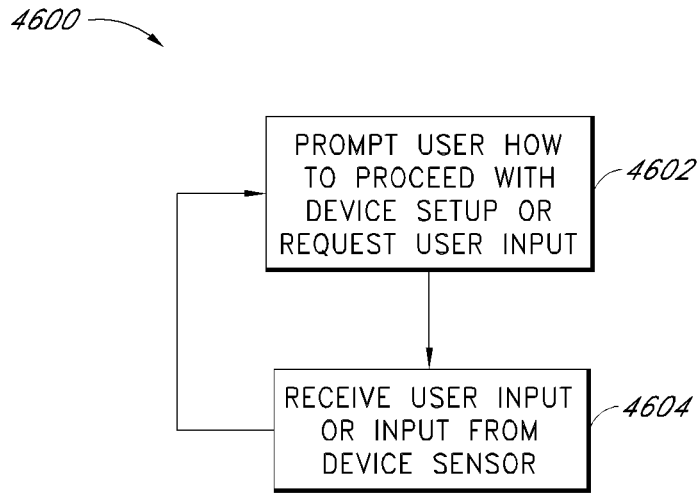 4600
PROMPT USER HOW
TO PROCEED WITH
DEVICE SETUP OR
REQUEST USER INPUT
4602
RECEIVE USER INPUT
OR INPUT FROM
DEVICE SENSOR
4604